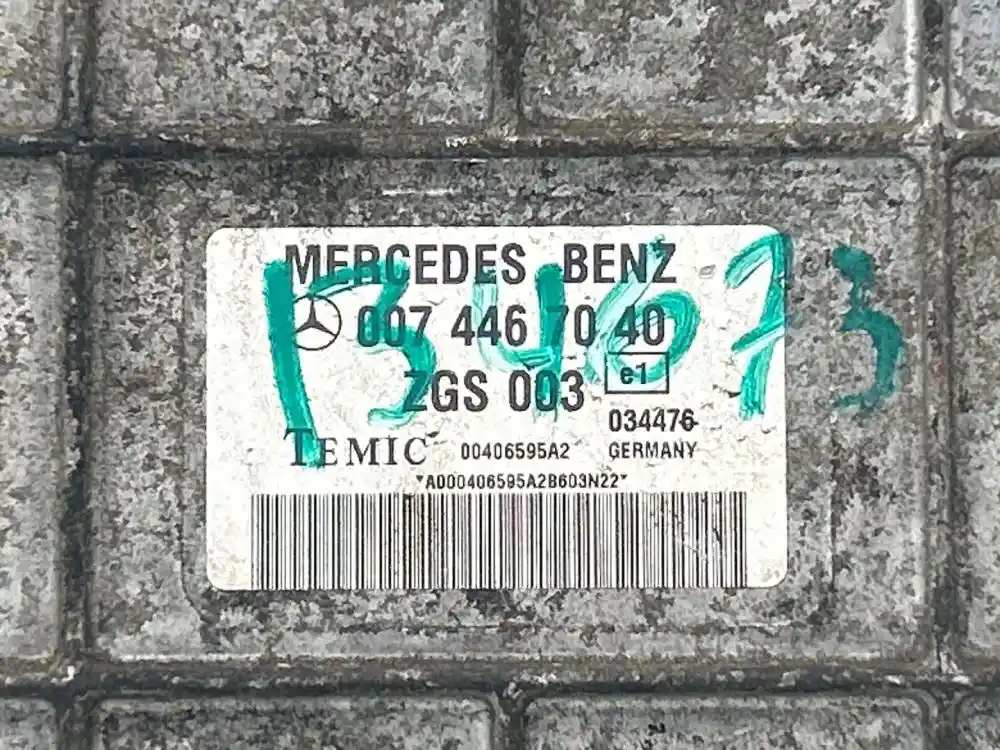 MERCEDES BENZ
007 446 70 40
ZGS 003 e1
034476
TEMIC 00406595A2 GERMANY
*A000406595A2B603N22*